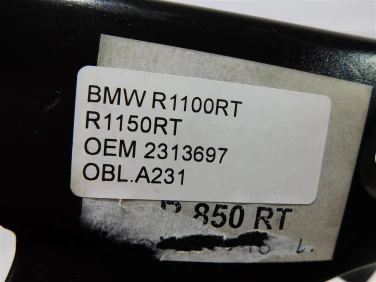 BMW R1100RT
R1150RT
OEM 2313697
OBL.A231
R 850 RT
L.